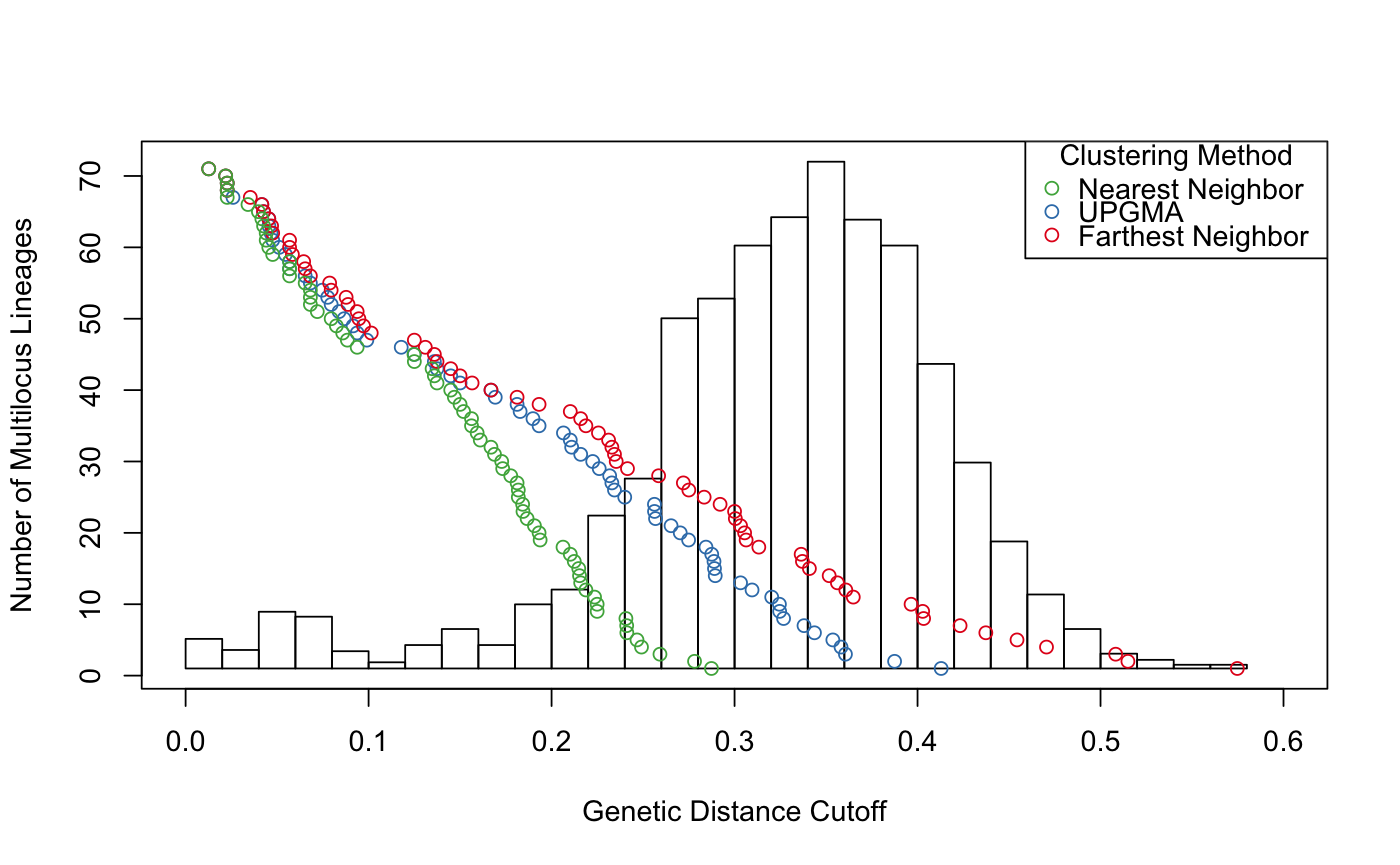 Clustering Method
Nearest Neighbor
UPGMA
Farthest Neighbor
Number of Multilocus Lineages
70
60
50
40
30
20
10
0
0.0 0.1 0.2 0.3 0.4 0.5 0.6
Genetic Distance Cutoff